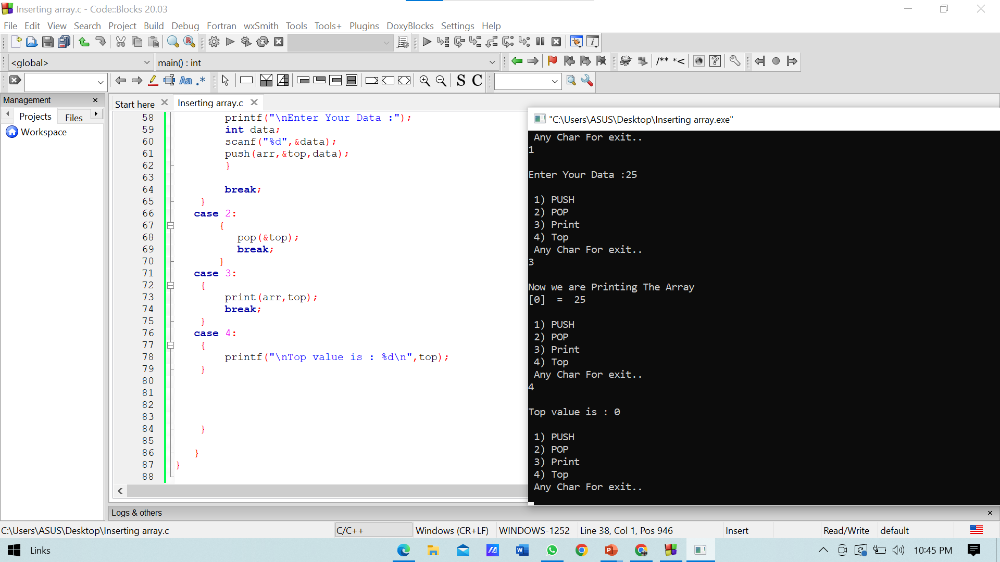 Inserting array.c - Code::Blocks 20.03
File Edit View Search Project Build Debug Fortran wxSmith Tools Tools+ Plugins DoxyBlocks Settings Help
<global> main() : int /** *<
Aa .* S C
Management
Projects Files
Workspace
Start here Inserting array.c
58 printf("\nEnter Your Data :");
59 int data;
60 scanf("%d",&data);
61 push(arr,&top,data);
62 }
63
64 break;
65 }
66 case 2:
67 {
68 pop(&top);
69 break;
70 }
71 case 3:
72 {
73 print(arr,top);
74 break;
75 }
76 case 4:
77 {
78 printf("\nTop value is : %d\n",top);
79 }
80
81
82
83
84 }
85
86 }
87 }
88
"C:\Users\ASUS\Desktop\Inserting array.exe"
Any Char For exit..
1
Enter Your Data :25
1) PUSH
2) POP
3) Print
4) Top
Any Char For exit..
3
Now we are Printing The Array
[0] = 25
1) PUSH
2) POP
3) Print
4) Top
Any Char For exit..
4
Top value is : 0
1) PUSH
2) POP
3) Print
4) Top
Any Char For exit..
Logs & others
C:\Users\ASUS\Desktop\Inserting array.c C/C++ Windows (CR+LF) WINDOWS-1252 Line 38, Col 1, Pos 946 Insert Read/Write default
Links 10:45 PM